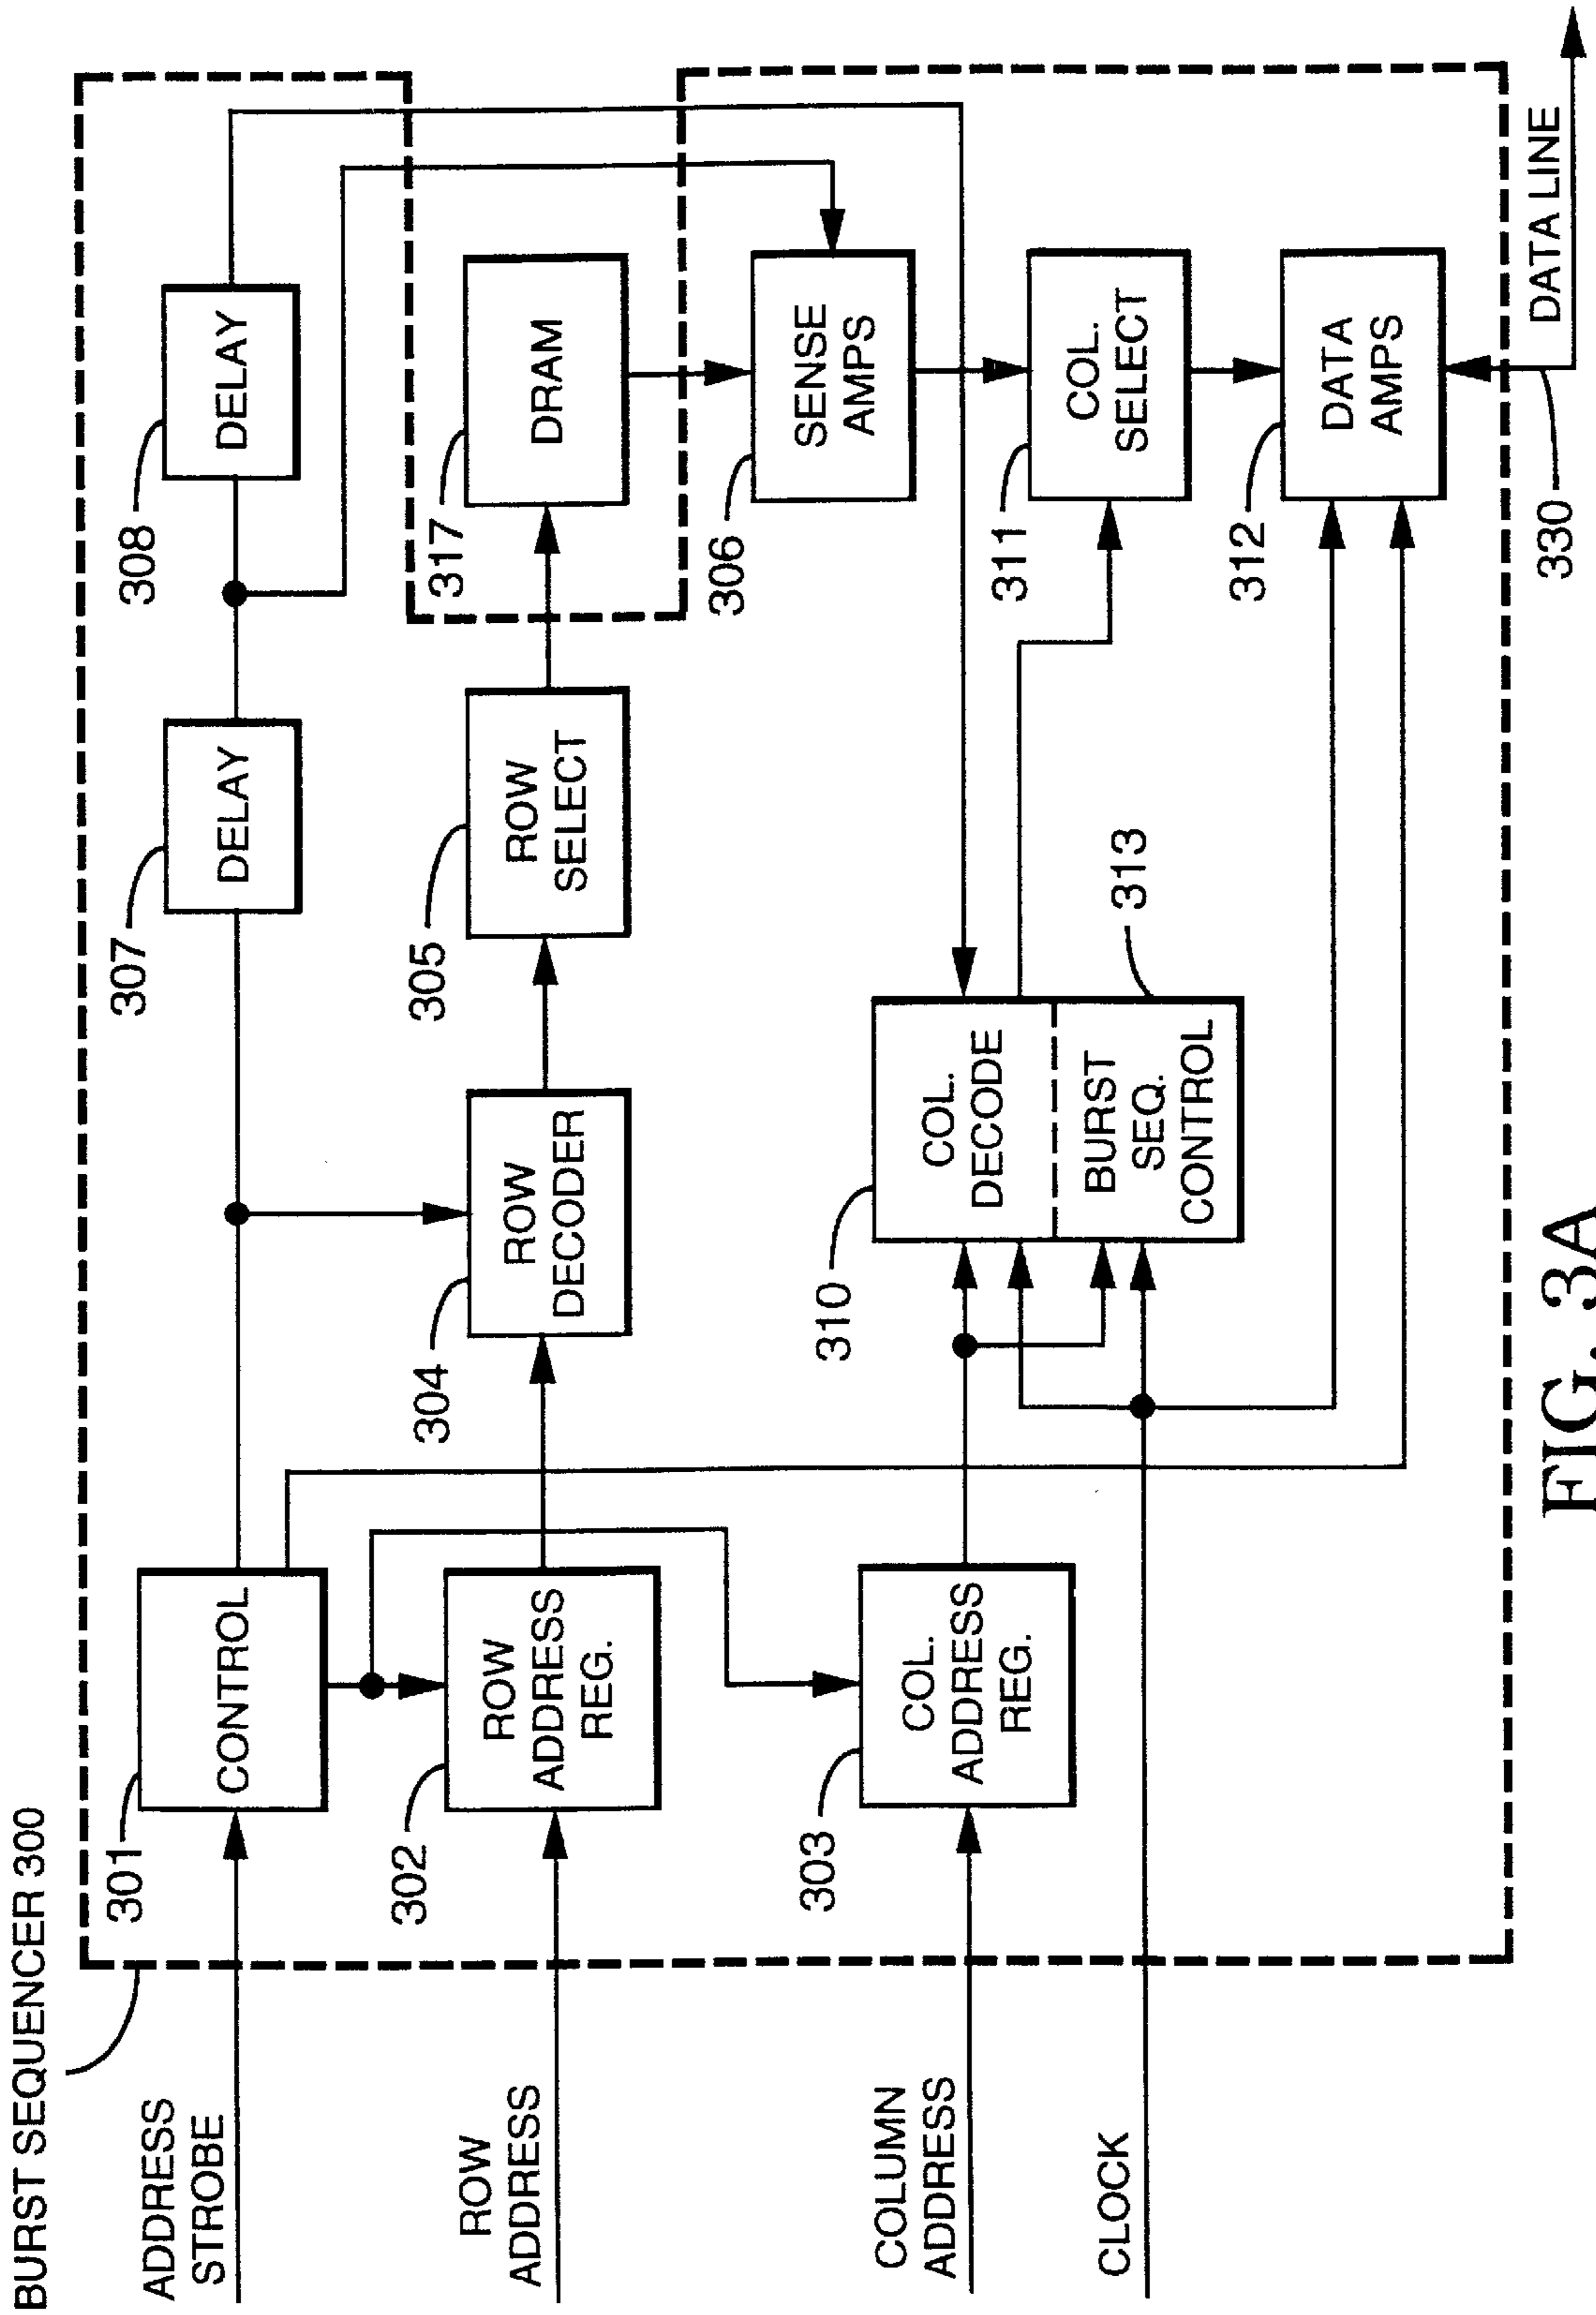 BURST SEQUENCER 300
ADDRESS
STROBE
301
CONTROL
307
DELAY
308
DELAY
ROW
ADDRESS
302
ROW
ADDRESS
REG.
304
ROW
DECODER
305
ROW
SELECT
317
DRAM
306
SENSE
AMPS
COLUMN
ADDRESS
303
COL.
ADDRESS
REG.
310
COL.
DECODE
BURST
SEQ.
CONTROL
313
311
COL.
SELECT
CLOCK
312
DATA
AMPS
330
DATA LINE
FIG. 3A